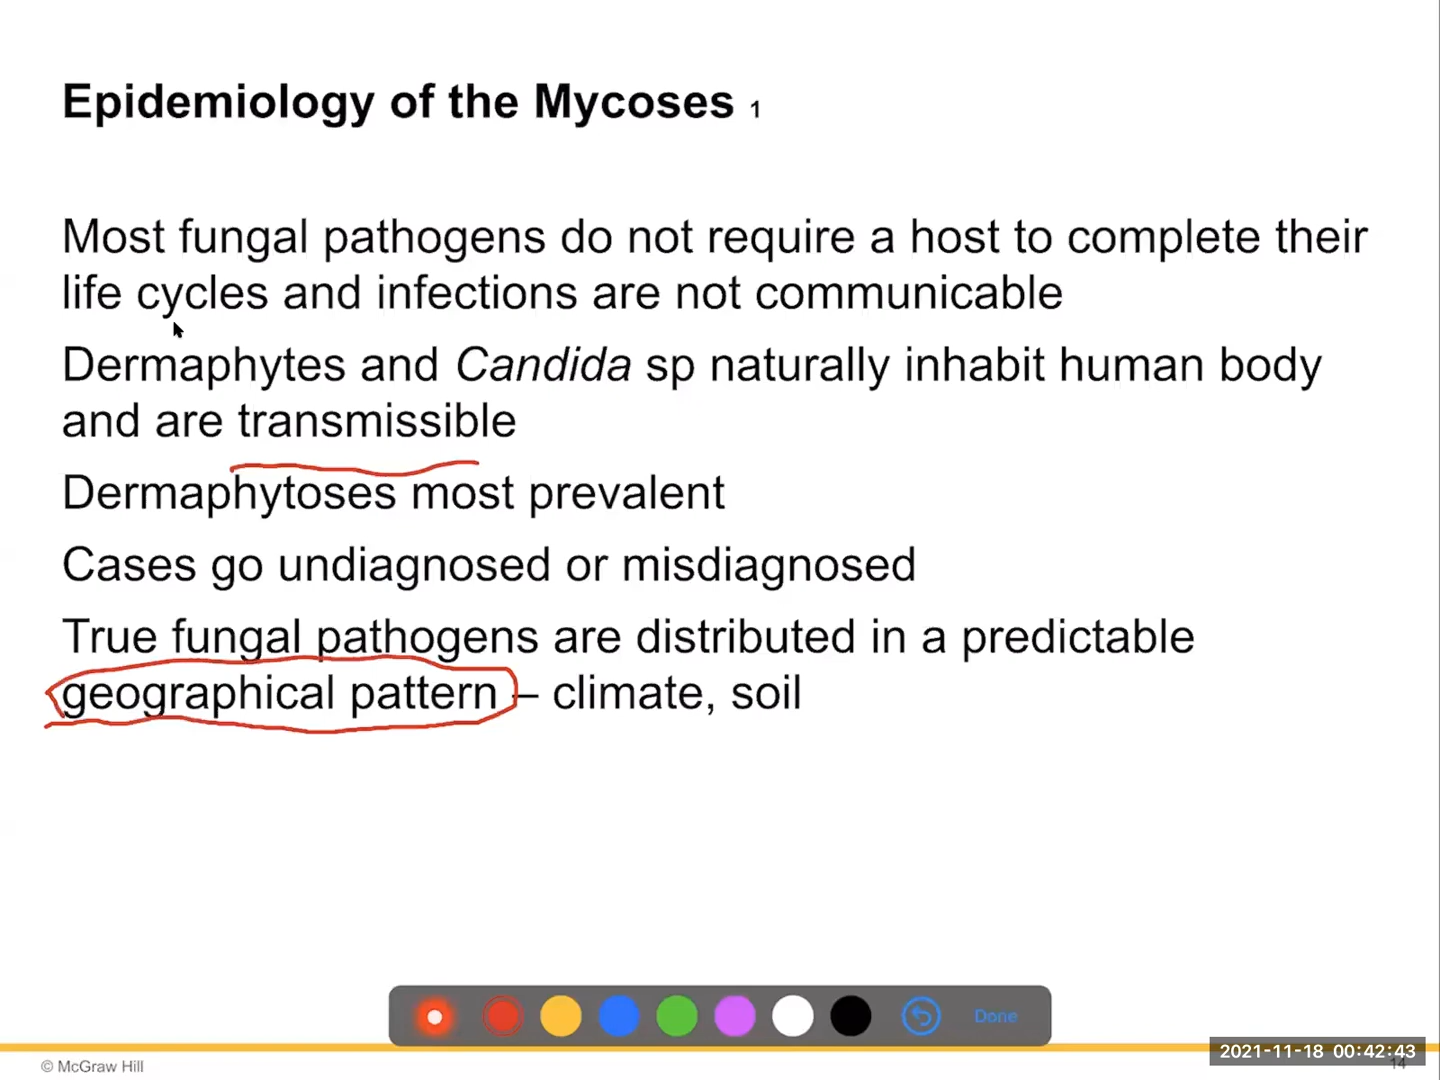 Epidemiology of the Mycoses 1
Most fungal pathogens do not require a host to complete their
life cycles and infections are not communicable
Dermaphytes and Candida sp naturally inhabit human body
and are transmissible
Dermaphytoses most prevalent
Cases go undiagnosed or misdiagnosed
True fungal pathogens are distributed in a predictable
geographical pattern – climate, soil
Done
2021-11-18 00:42:43
© McGraw Hill
14